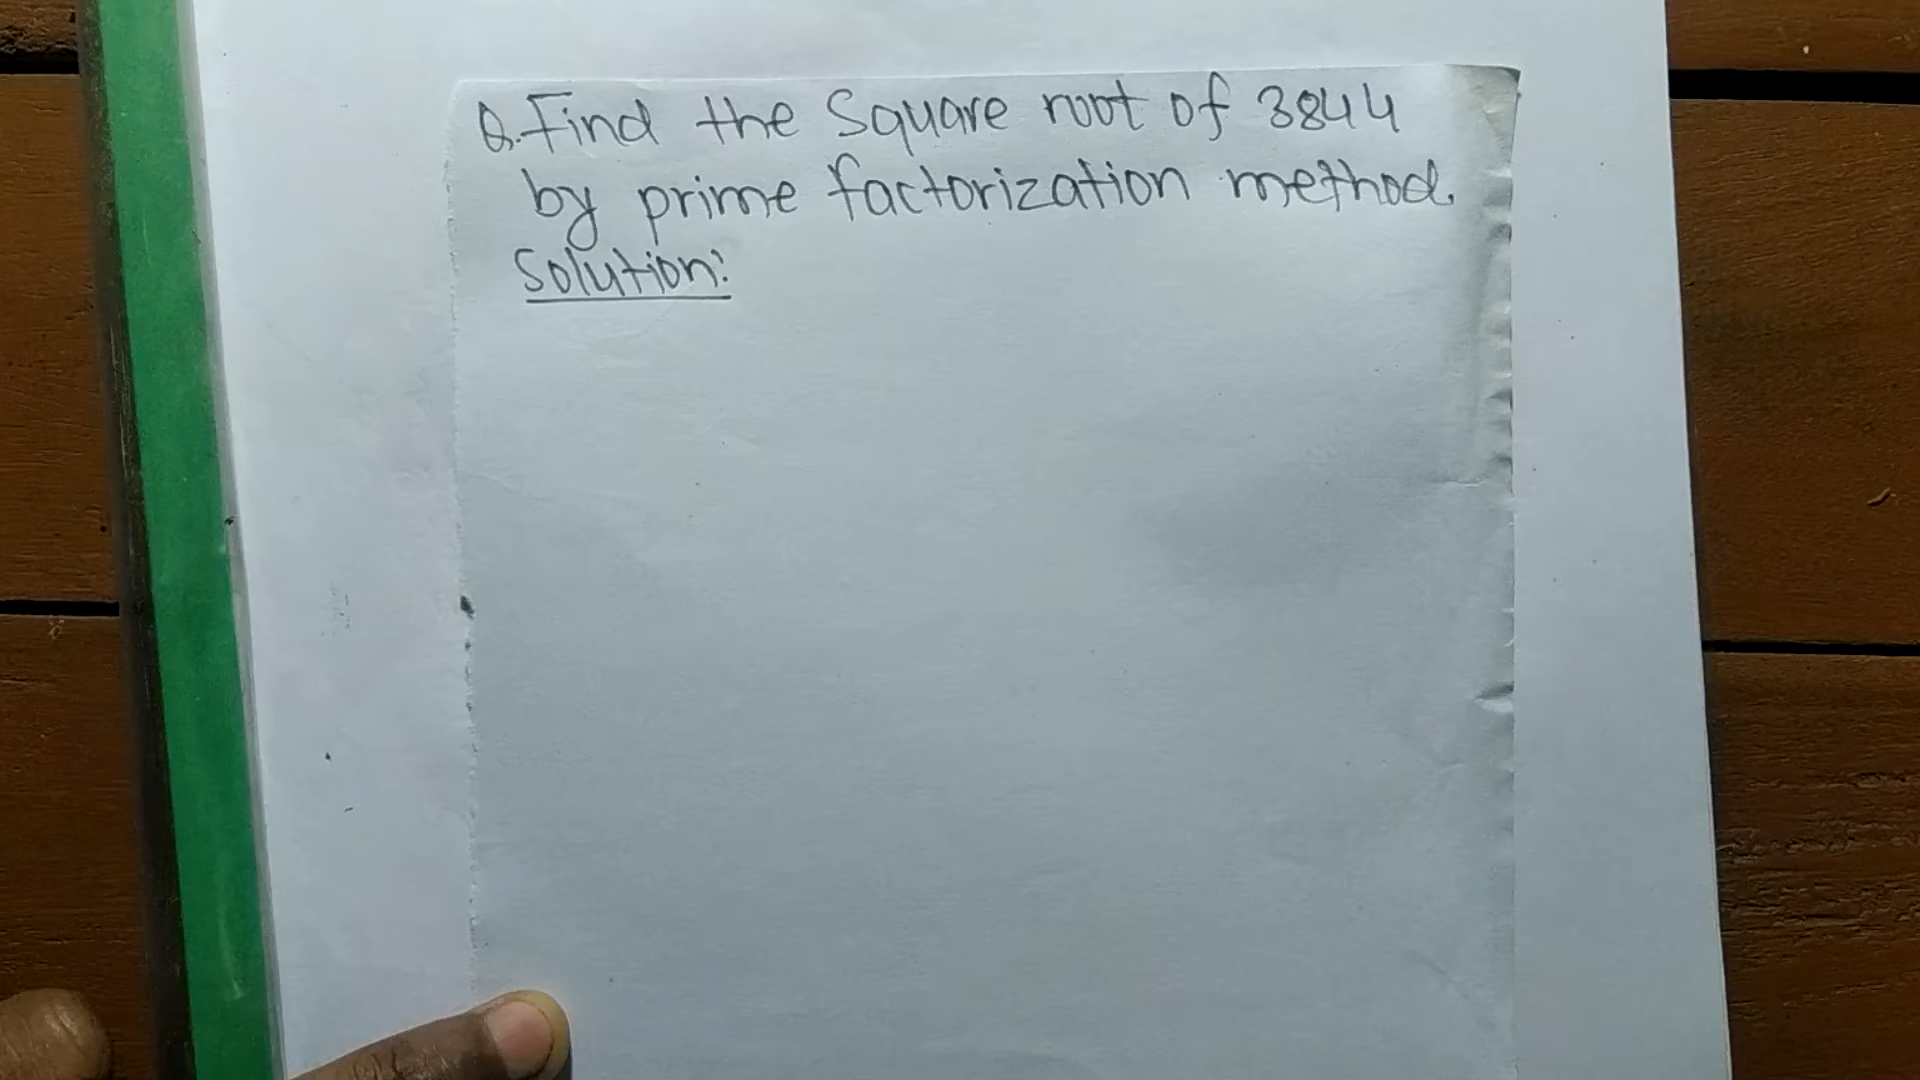 Q. Find the Square root of 3844
by prime factorization method.
Solution: